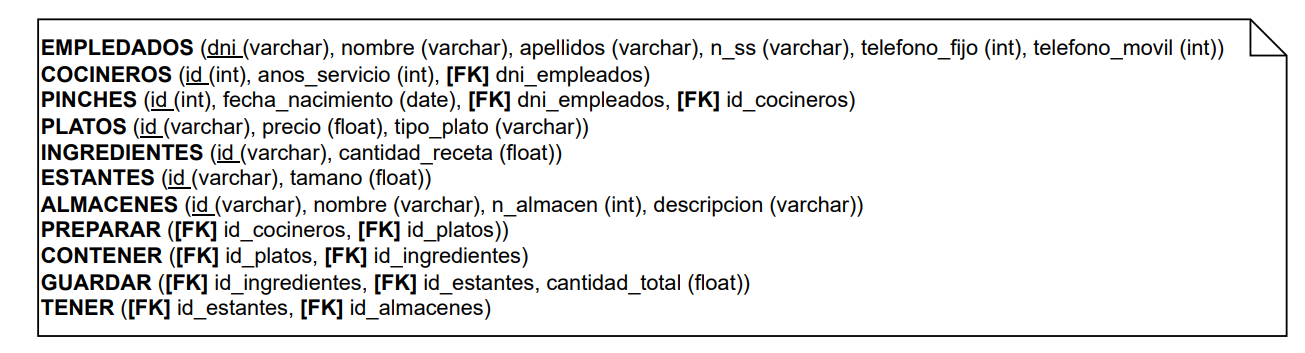 EMPLEDADOS (dni (varchar), nombre (varchar), apellidos (varchar), n_ss (varchar), telefono_fijo (int), telefono_movil (int))
COCINEROS (id (int), anos_servicio (int), [FK] dni_empleados)
PINCHES (id (int), fecha_nacimiento (date), [FK] dni_empleados, [FK] id_cocineros)
PLATOS (id (varchar), precio (float), tipo_plato (varchar))
INGREDIENTES (id (varchar), cantidad_receta (float))
ESTANTES (id (varchar), tamano (float))
ALMACENES (id (varchar), nombre (varchar), n_almacen (int), descripcion (varchar))
PREPARAR ([FK] id_cocineros, [FK] id_platos))
CONTENER ([FK] id_platos, [FK] id_ingredientes)
GUARDAR ([FK] id_ingredientes, [FK] id_estantes, cantidad_total (float))
TENER ([FK] id_estantes, [FK] id_almacenes)